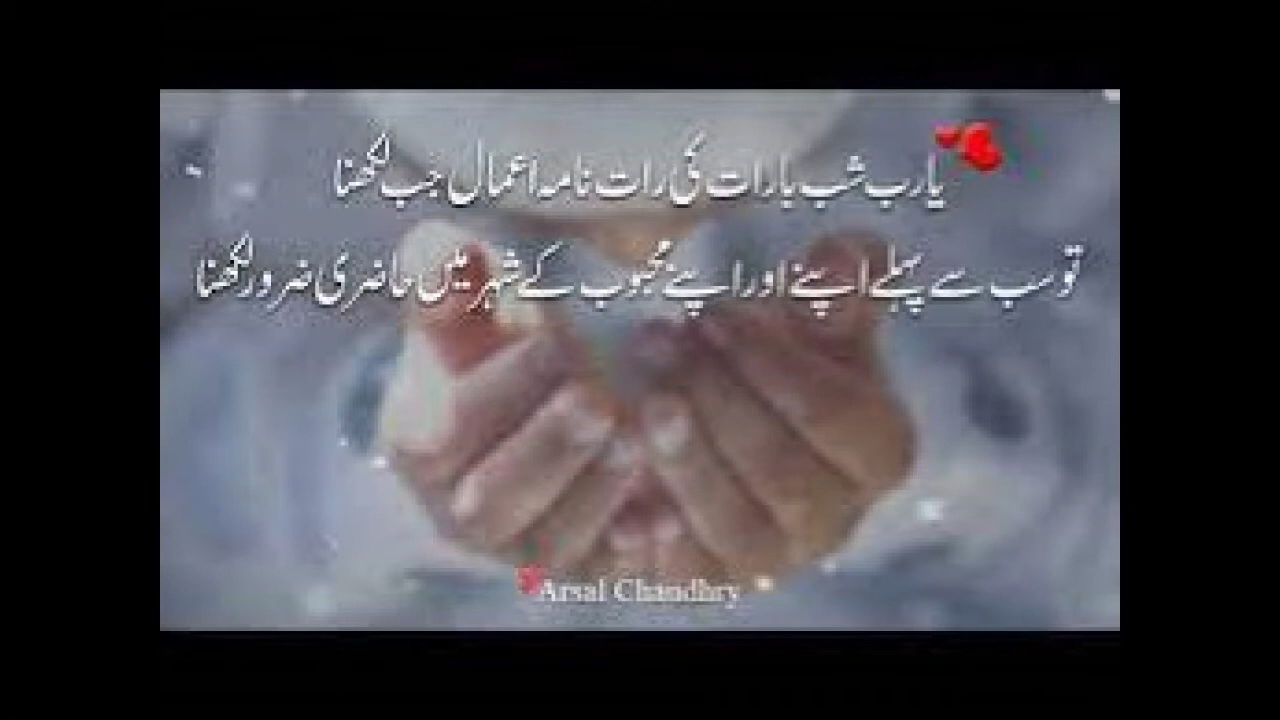 یارب شب بارات کی رات نامہ اعمال جب لکھنا
تو سب سے پہلے اپنے اور اپنے محبوب کے شہر میں حاضری ضرور لکھنا
Arsal Chandhry